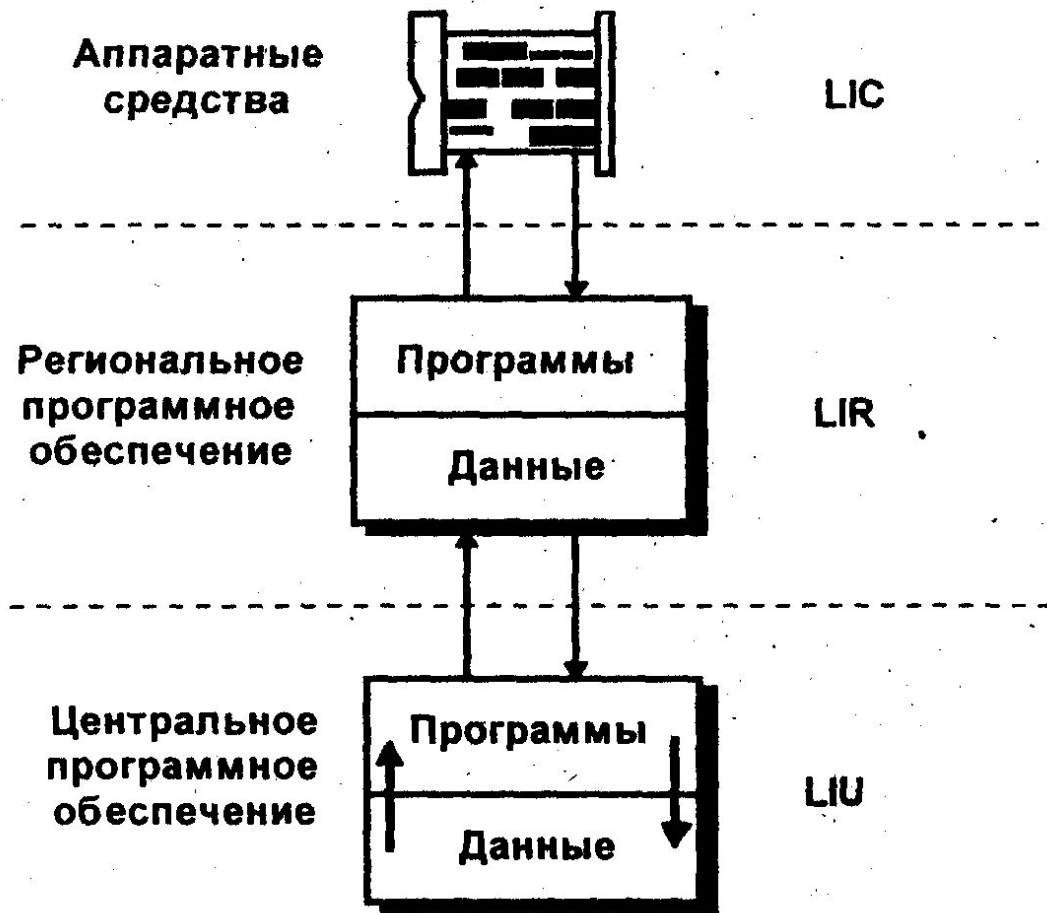 Аппаратные
средства
LIC
Региональное
программное
обеспечение
Программы
Данные
LIR
Центральное
программное
обеспечение
Программы
Данные
LIU